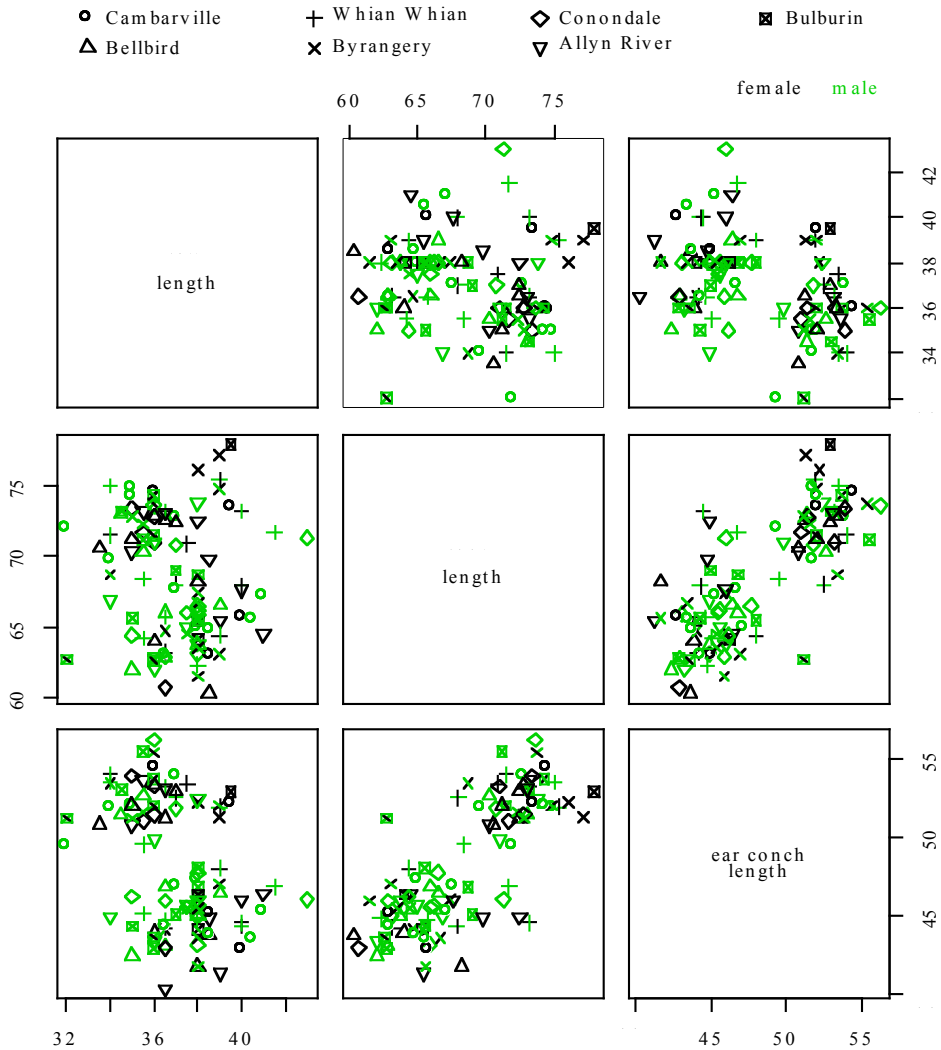 Cambarville Whian Whian Conondale Bulburin
Bellbird Byrangery Allyn River
60 65 70 75
female male
length
34 36 38 40 42
60 65 70 75
length
ear conch
length
45 50 55
32 36 40
45 50 55